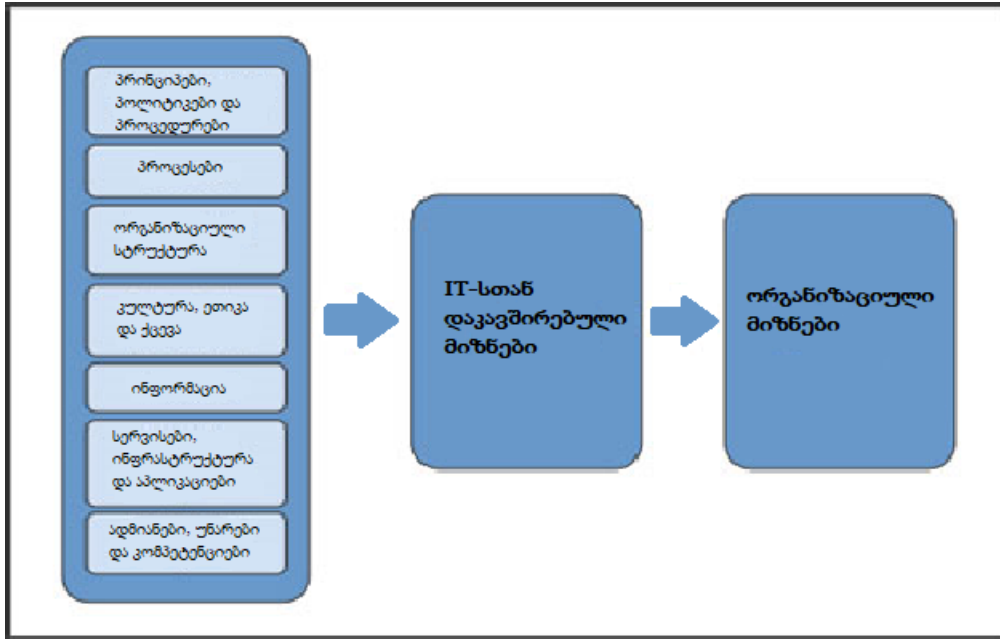 პრინციპები,
პოლიტიკები და
პროცედურები
პროცესები
ორგანიზაციული
სტრუქტურა
კულტურა, ეთიკა
და ქცევა
ინფორმაცია
სერვისები,
ინფრასტრუქტურა
და აპლიკაციები
ადმიანები, უნარები
და კომპეტენციები
IT-სთან
დაკავშირებული
მიზნები
ორგანიზაციული
მიზნები